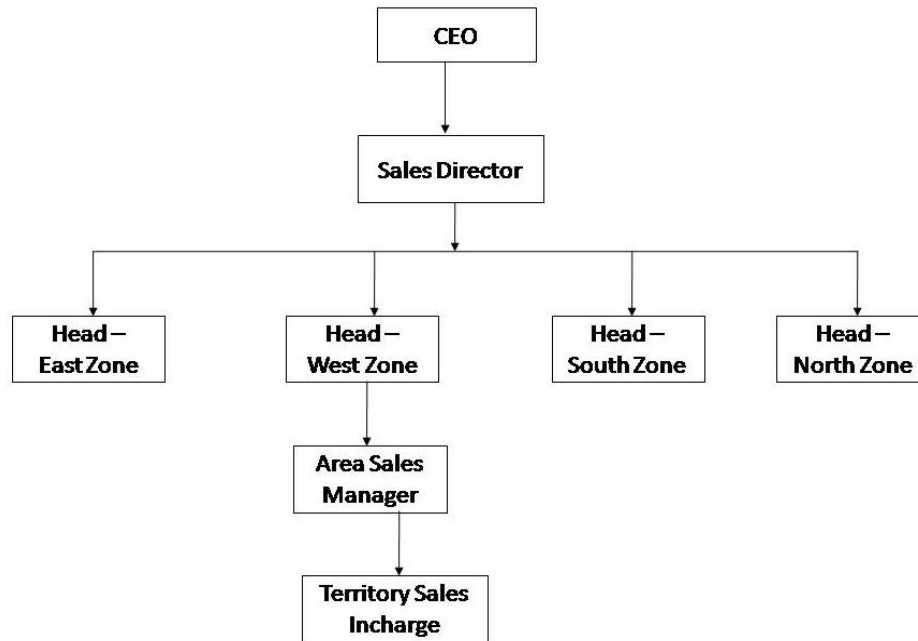 CEO
Sales Director
Head –
East Zone
Head –
West Zone
Head –
South Zone
Head –
North Zone
Area Sales
Manager
Territory Sales
Incharge